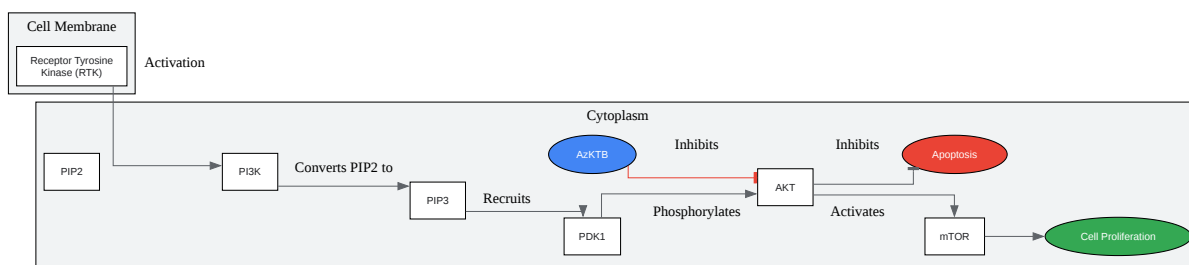 Cell Membrane
Receptor Tyrosine
Kinase (RTK)
Activation
Cytoplasm
PIP2
PI3K
Converts PIP2 to
PIP3
Recruits
PDK1
AzKTB
Inhibits
Phosphorylates
AKT
Inhibits
Apoptosis
Activates
mTOR
Cell Proliferation